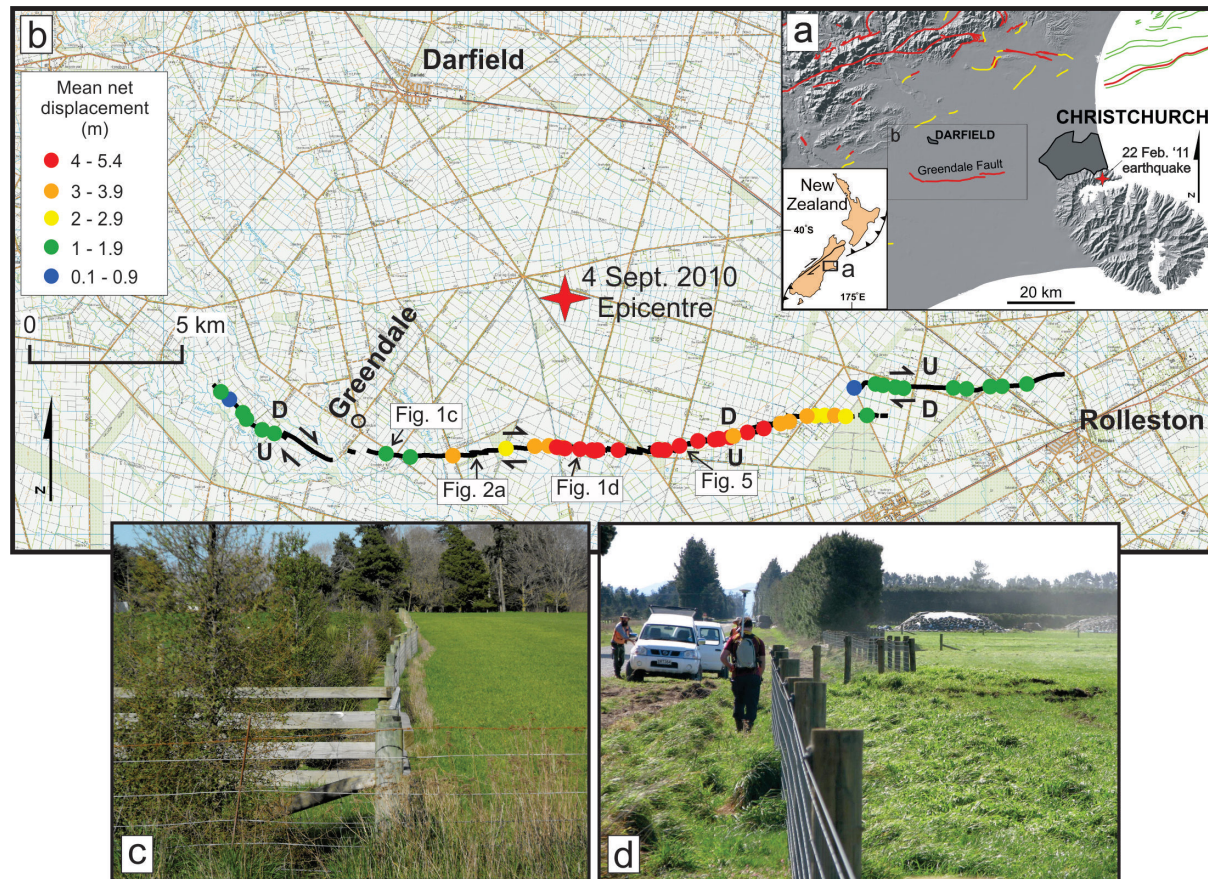 b
Darfield
Mean net
displacement
(m)
4 - 5.4
3 - 3.9
2 - 2.9
1 - 1.9
0.1 - 0.9
0
5 km
N
Greendale
4 Sept. 2010
Epicentre
D
U
Fig. 1c
Fig. 2a
Fig. 1d
Fig. 5
D
U
U
D
Rolleston
a
CHRISTCHURCH
b
DARFIELD
Greendale Fault
22 Feb. '11
earthquake
N
New
Zealand
40°S
a
175°E
20 km
c
d